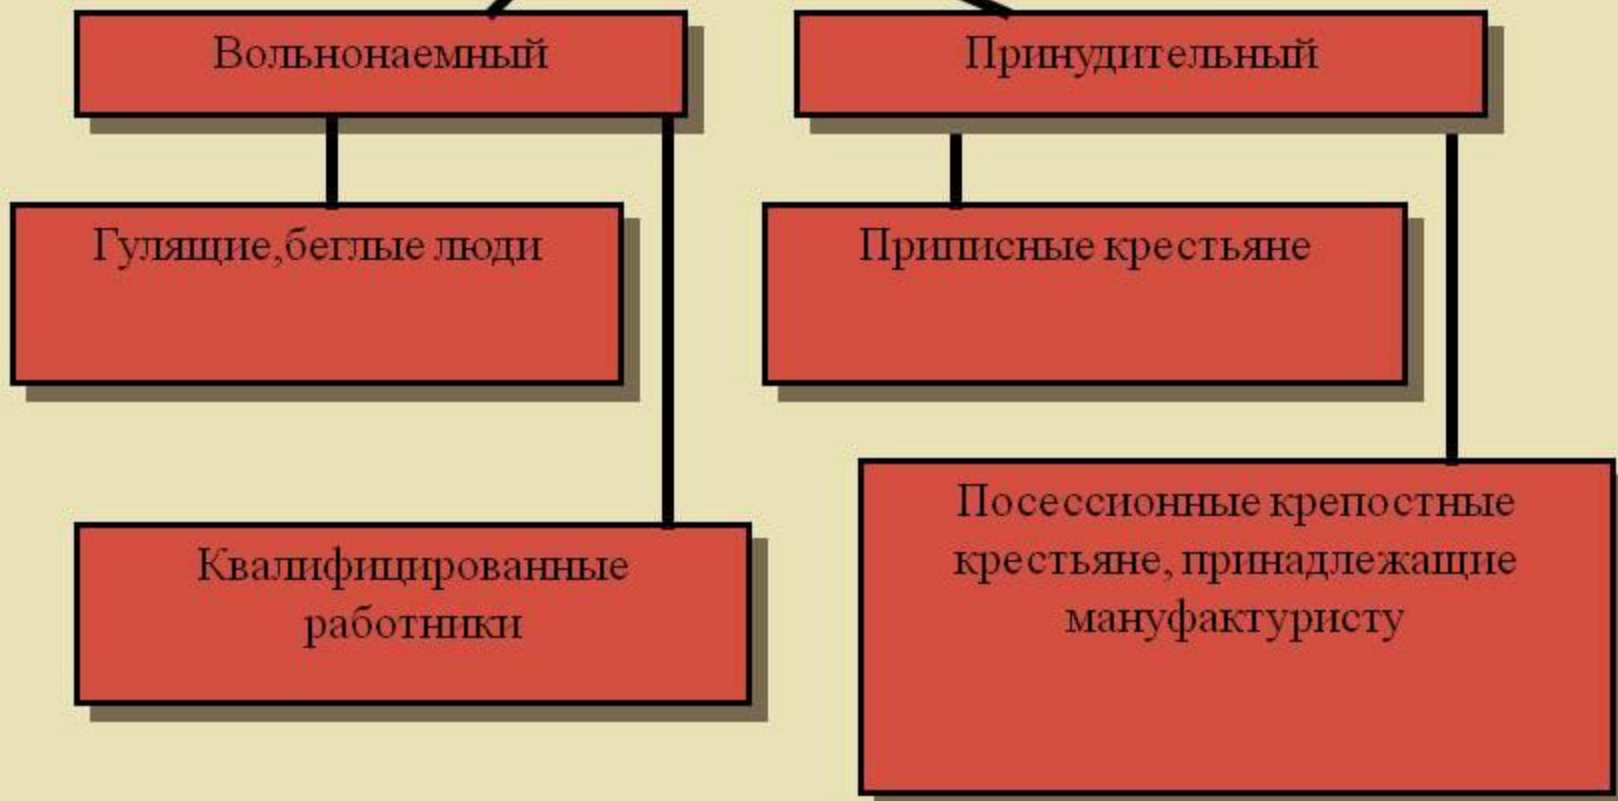 Вольнонаемный
Принудительный
Гулящие,беглые люди
Приписные крестьяне
Квалифицированные
работники
Посессионные крепостные
крестьяне, принадлежащие
мануфактуристу